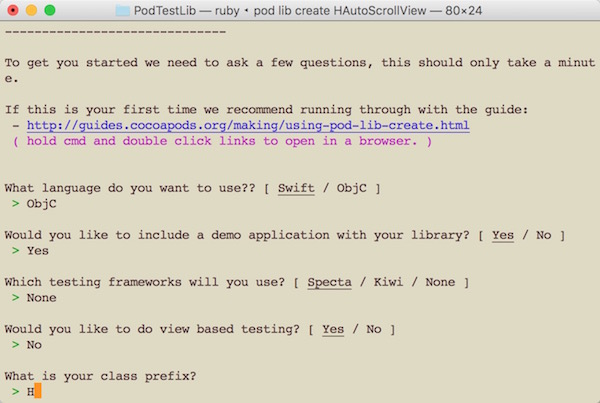 PodTestLib — ruby • pod lib create HAutoScrollView — 80×24
------------------------------
To get you started we need to ask a few questions, this should only take a minut
e.
If this is your first time we recommend running through with the guide:
- http://guides.cocoapods.org/making/using-pod-lib-create.html
( hold cmd and double click links to open in a browser. )
What language do you want to use?? [ Swift / ObjC ]
> ObjC
Would you like to include a demo application with your library? [ Yes / No ]
> Yes
Which testing frameworks will you use? [ Specta / Kiwi / None ]
> None
Would you like to do view based testing? [ Yes / No ]
> No
What is your class prefix?
> H